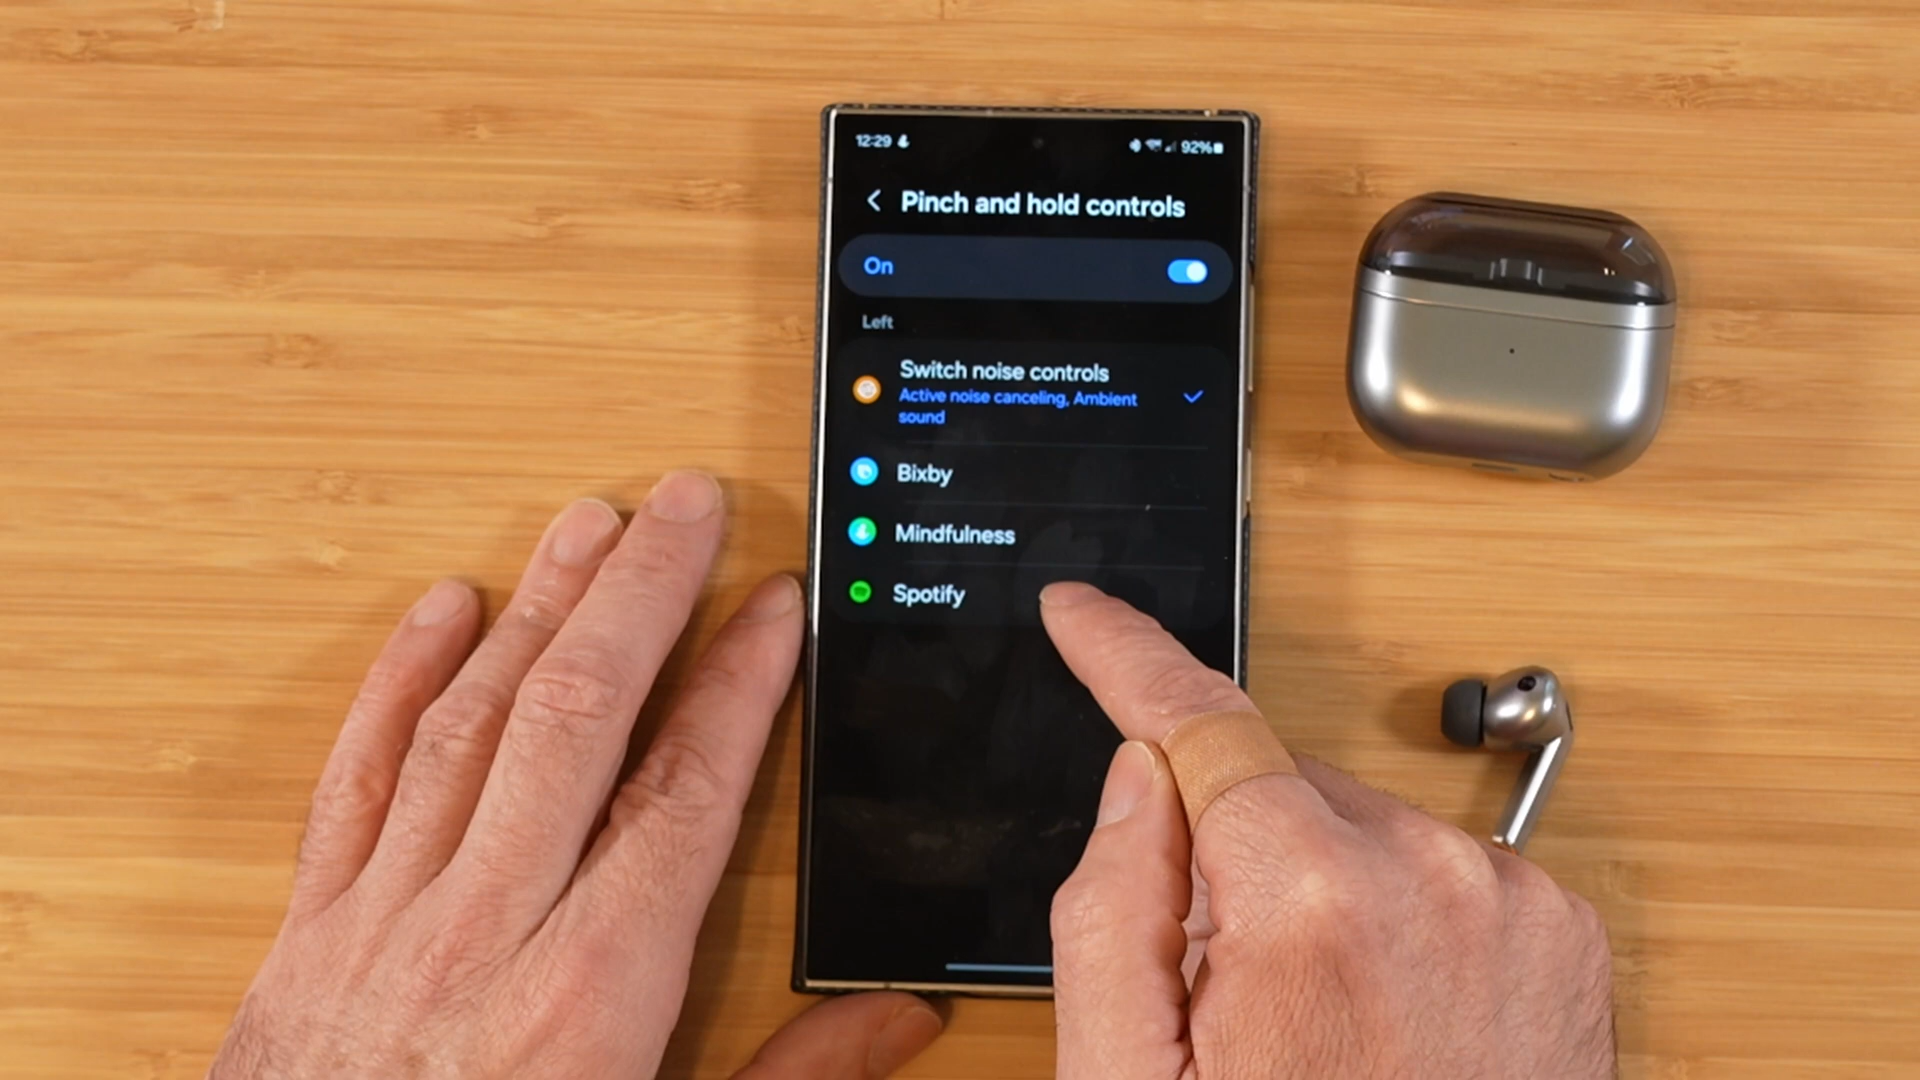 12:29
92%
Pinch and hold controls
On
Left
Switch noise controls
Active noise canceling, Ambient
sound
Bixby
Mindfulness
Spotify